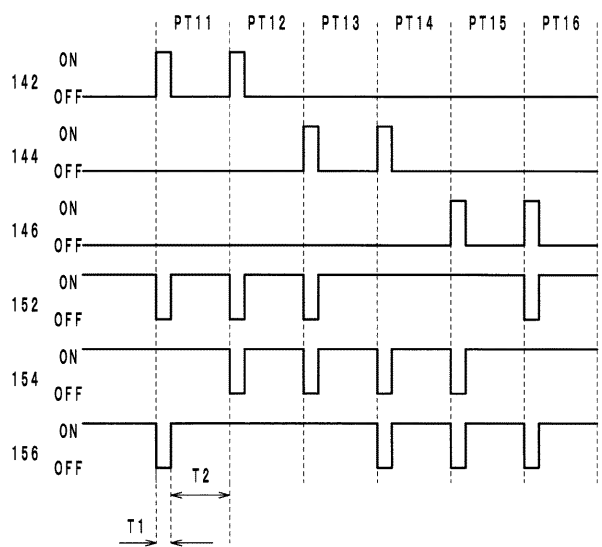 PT11 PT12 PT13 PT14 PT15 PT16
ON
142
OFF
ON
144
OFF
ON
146
OFF
ON
152
OFF
ON
154
OFF
ON
156
OFF
T2
T1